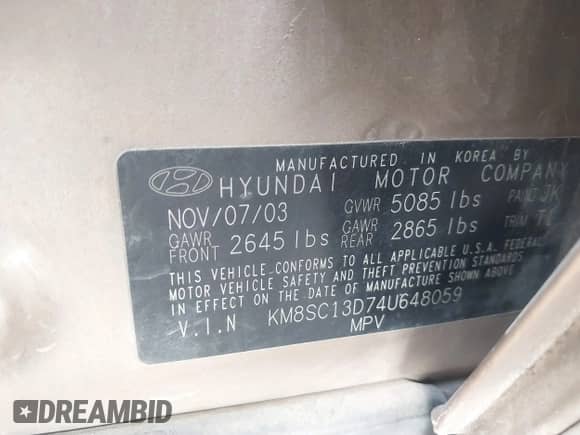 MANUFACTURED IN KOREA BY
HYUNDAI MOTOR COMPANY
NOV/07/03 GVWR 5085 lbs PAINT JK
GAWR FRONT 2645 lbs GAWR REAR 2865 lbs TRIM
THIS VEHICLE CONFORMS TO ALL APPLICABLE U.S.A. FEDERAL
MOTOR VEHICLE SAFETY AND THEFT PREVENTION STANDARDS
IN EFFECT ON THE DATE OF MANUFACTURE SHOWN ABOVE
V.I.N KM8SC13D74U648059
MPV
DREAMBID